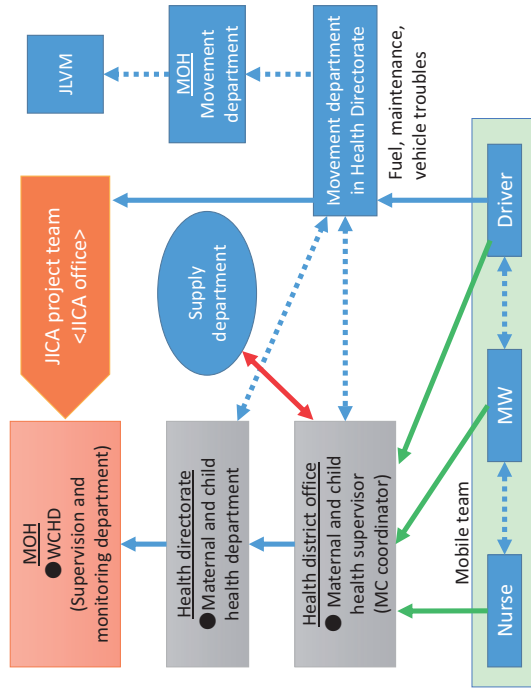 MOH
● WCHD
(Supervision and
monitoring department)
JICA project team
<JICA office>
JLVM
Health directorate
● Maternal and child
health department
Supply
department
MOH
Movement
department
Health district office
● Maternal and child
health supervisor
(MC coordinator)
Movement department
in Health Directorate
Fuel, maintenance,
vehicle troubles
Mobile team
Nurse
MW
Driver